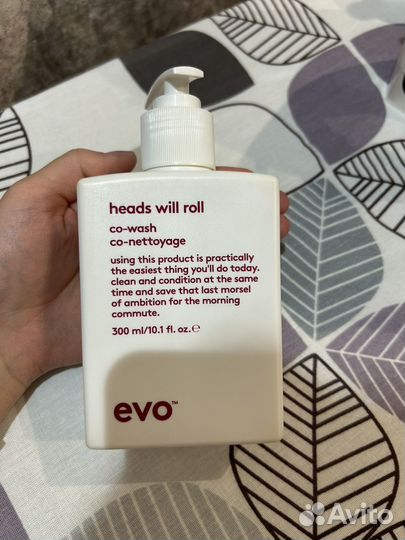 heads will roll
co-wash
co-nettoyage
using this product is practically
the easiest thing you'll do today.
clean and condition at the same
time and save that last morsel
of ambition for the morning
commute.
300 ml/10.1 fl. oz.℮
evo™
Avito